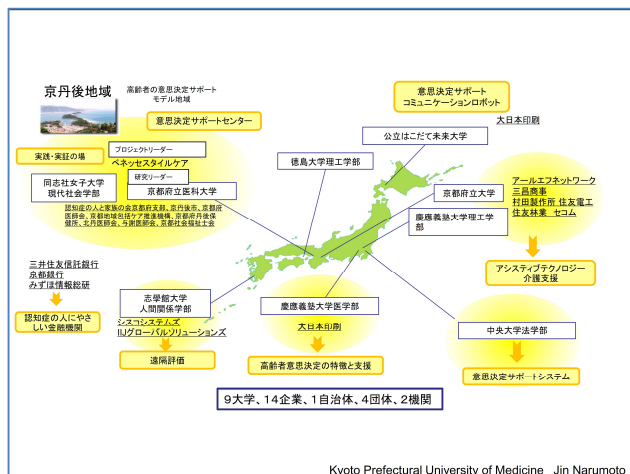 京丹後地域
高齢者の意思決定サポート
モデル地域
意思決定サポートセンター
実践・実証の場
プロジェクトリーダー
ベネッセスタイルケア
研究リーダー
同志社女子大学
現代社会学部
京都府立医科大学
認知症の人と家族の会京都府支部、京丹後市、京都府
医師会、京都地域包括ケア推進機構、京都府丹後保
健所、北丹医師会、与謝医師会、京都社会福祉士会
意思決定サポート
コミュニケーションロボット
大日本印刷
公立はこだて未来大学
徳島大学理工学部
京都府立大学
慶應義塾大学理工学
部
アールエフネットワーク
三昌商事
村田製作所 住友電工
住友林業 セコム
アシスティブテクノロジー
介護支援
三井住友信託銀行
京都銀行
みずほ情報総研
認知症の人にやさ
しい金融機関
志學館大学
人間関係学部
シスコシステムズ
IIJグローバルソリューションズ
遠隔評価
慶應義塾大学医学部
大日本印刷
高齢者意思決定の特徴と支援
中央大学法学部
意思決定サポートシステム
9大学、14企業、1自治体、4団体、2機関
Kyoto Prefectural University of Medicine Jin Narumoto